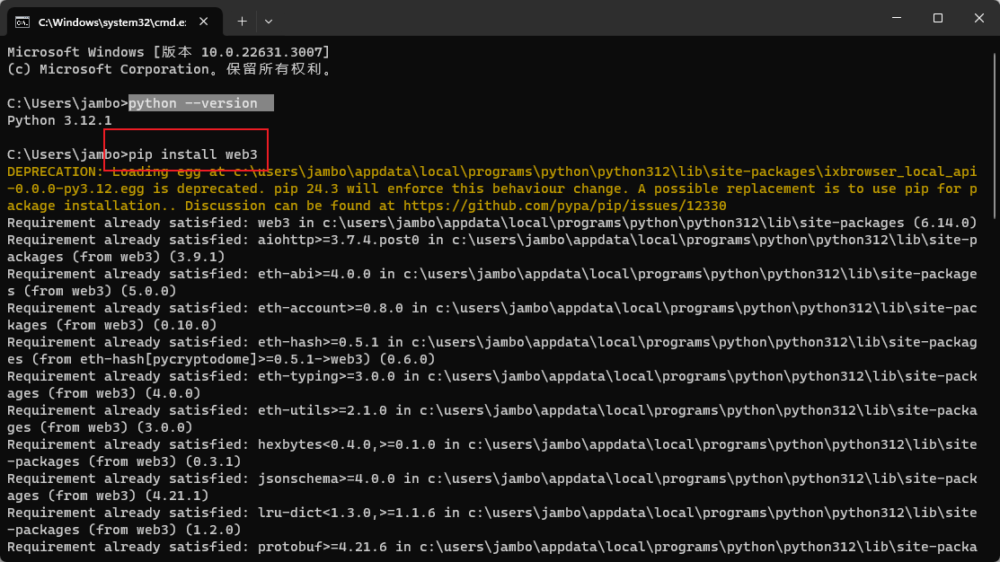 C:\Windows\system32\cmd.e
Microsoft Windows [版本 10.0.22631.3007]
(c) Microsoft Corporation。保留所有权利。
C:\Users\jambo>python --version
Python 3.12.1
C:\Users\jambo>pip install web3
DEPRECATION: Loading egg at c:\users\jambo\appdata\local\programs\python\python312\lib\site-packages\ixbrowser_local_api
-0.0.0-py3.12.egg is deprecated. pip 24.3 will enforce this behaviour change. A possible replacement is to use pip for p
ackage installation.. Discussion can be found at https://github.com/pypa/pip/issues/12330
Requirement already satisfied: web3 in c:\users\jambo\appdata\local\programs\python\python312\lib\site-packages (6.14.0)
Requirement already satisfied: aiohttp>=3.7.4.post0 in c:\users\jambo\appdata\local\programs\python\python312\lib\site-p
ackages (from web3) (3.9.1)
Requirement already satisfied: eth-abi>=4.0.0 in c:\users\jambo\appdata\local\programs\python\python312\lib\site-package
s (from web3) (5.0.0)
Requirement already satisfied: eth-account>=0.8.0 in c:\users\jambo\appdata\local\programs\python\python312\lib\site-pac
kages (from web3) (0.10.0)
Requirement already satisfied: eth-hash>=0.5.1 in c:\users\jambo\appdata\local\programs\python\python312\lib\site-packag
es (from eth-hash[pycryptodome]>=0.5.1->web3) (0.6.0)
Requirement already satisfied: eth-typing>=3.0.0 in c:\users\jambo\appdata\local\programs\python\python312\lib\site-pack
ages (from web3) (4.0.0)
Requirement already satisfied: eth-utils>=2.1.0 in c:\users\jambo\appdata\local\programs\python\python312\lib\site-packa
ges (from web3) (3.0.0)
Requirement already satisfied: hexbytes<0.4.0,>=0.1.0 in c:\users\jambo\appdata\local\programs\python\python312\lib\site
-packages (from web3) (0.3.1)
Requirement already satisfied: jsonschema>=4.0.0 in c:\users\jambo\appdata\local\programs\python\python312\lib\site-pack
ages (from web3) (4.21.1)
Requirement already satisfied: lru-dict<1.3.0,>=1.1.6 in c:\users\jambo\appdata\local\programs\python\python312\lib\site
-packages (from web3) (1.2.0)
Requirement already satisfied: protobuf>=4.21.6 in c:\users\jambo\appdata\local\programs\python\python312\lib\site-packa